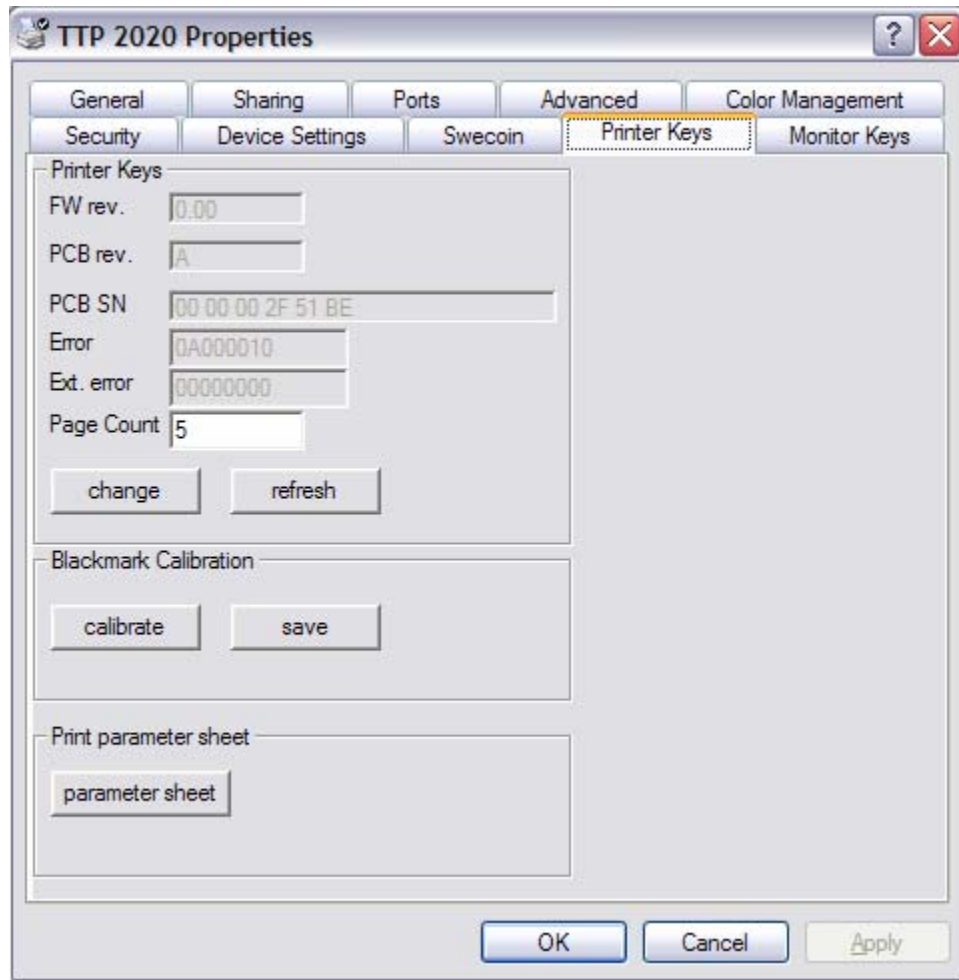 TTP 2020 Properties
General Sharing Ports Advanced Color Management
Security Device Settings Swecoin Printer Keys Monitor Keys
Printer Keys
FW rev. 0.00
PCB rev. A
PCB SN 00 00 00 2F 51 BE
Error 0A000010
Ext. error 00000000
Page Count 5
change refresh
Blackmark Calibration
calibrate save
Print parameter sheet
parameter sheet
OK Cancel Apply